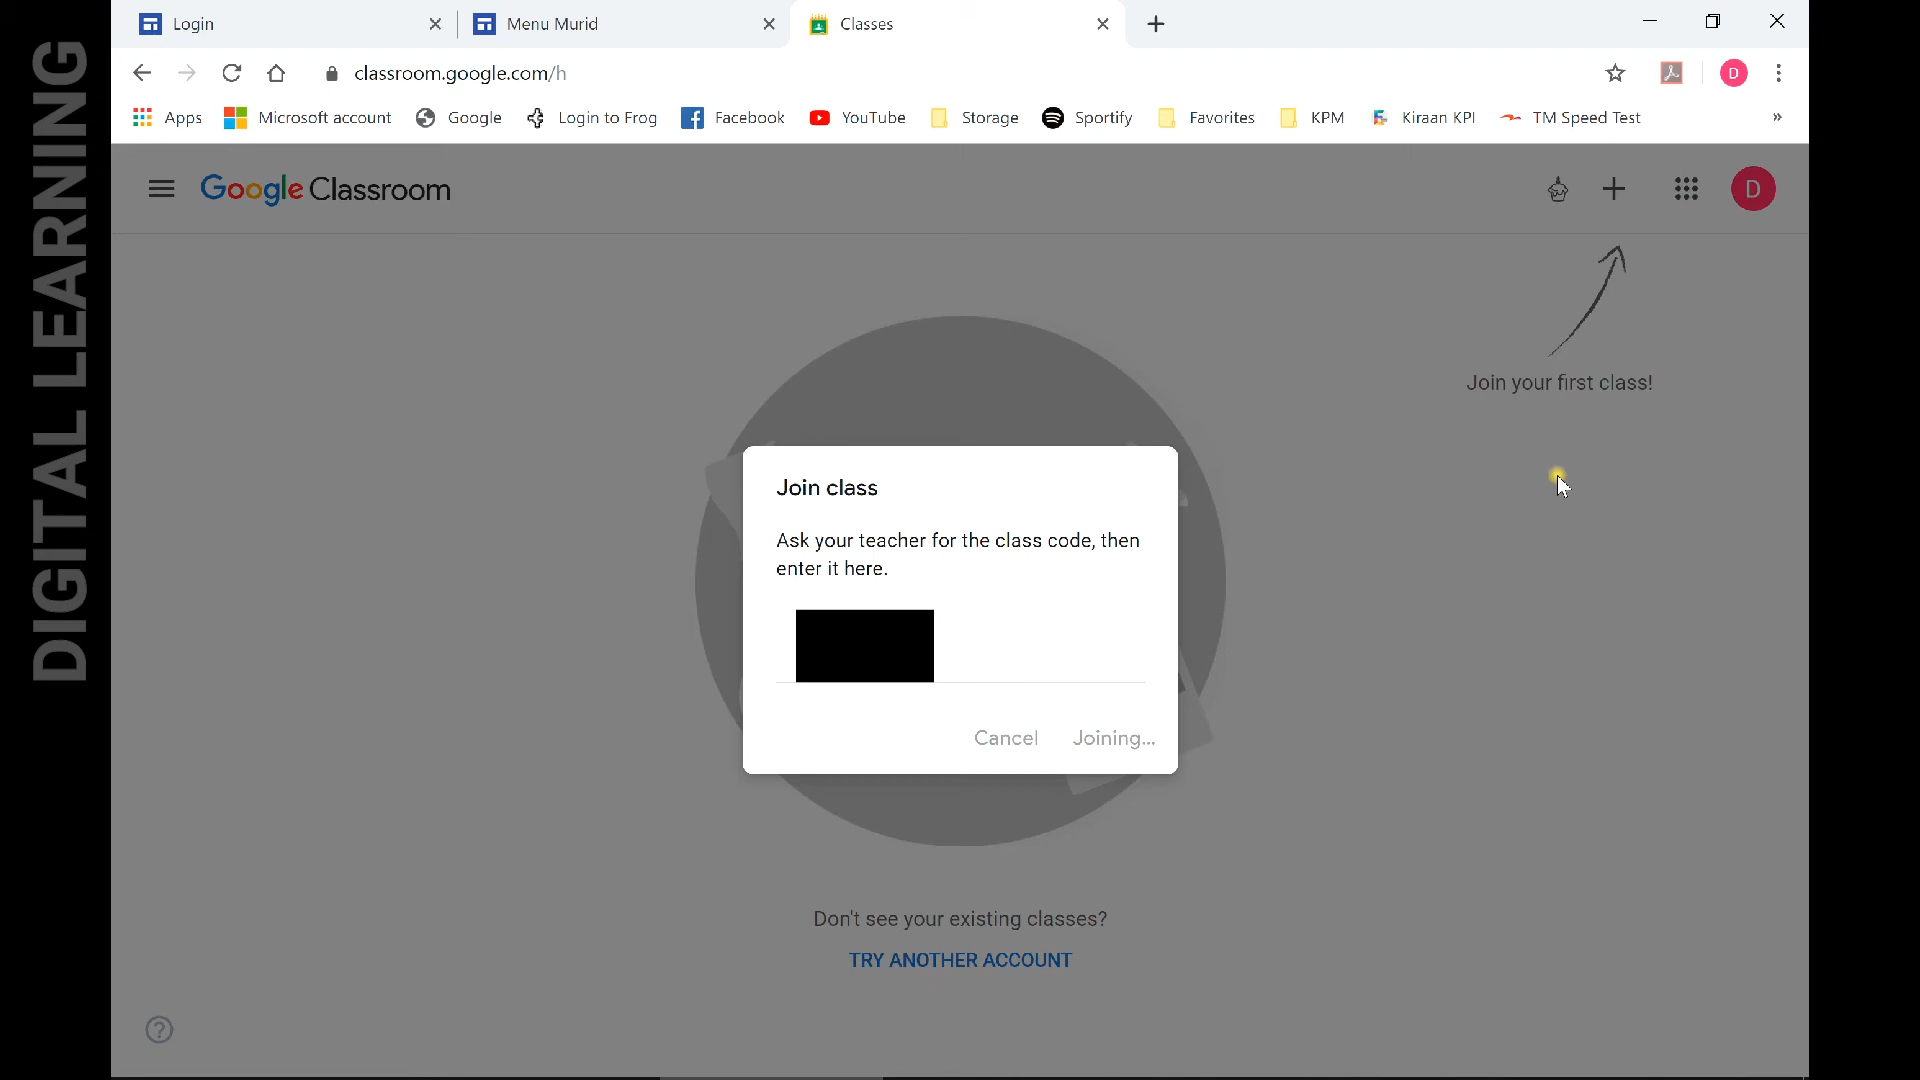 DIGITAL LEARNING
Login
Menu Murid
Classes
classroom.google.com/h
D
Apps
Microsoft account
Google
Login to Frog
Facebook
YouTube
Storage
Sportify
Favorites
KPM
Kiraan KPI
TM Speed Test
»
Google Classroom
D
Join your first class!
Join class
Ask your teacher for the class code, then
enter it here.
Cancel
Joining...
Don't see your existing classes?
TRY ANOTHER ACCOUNT